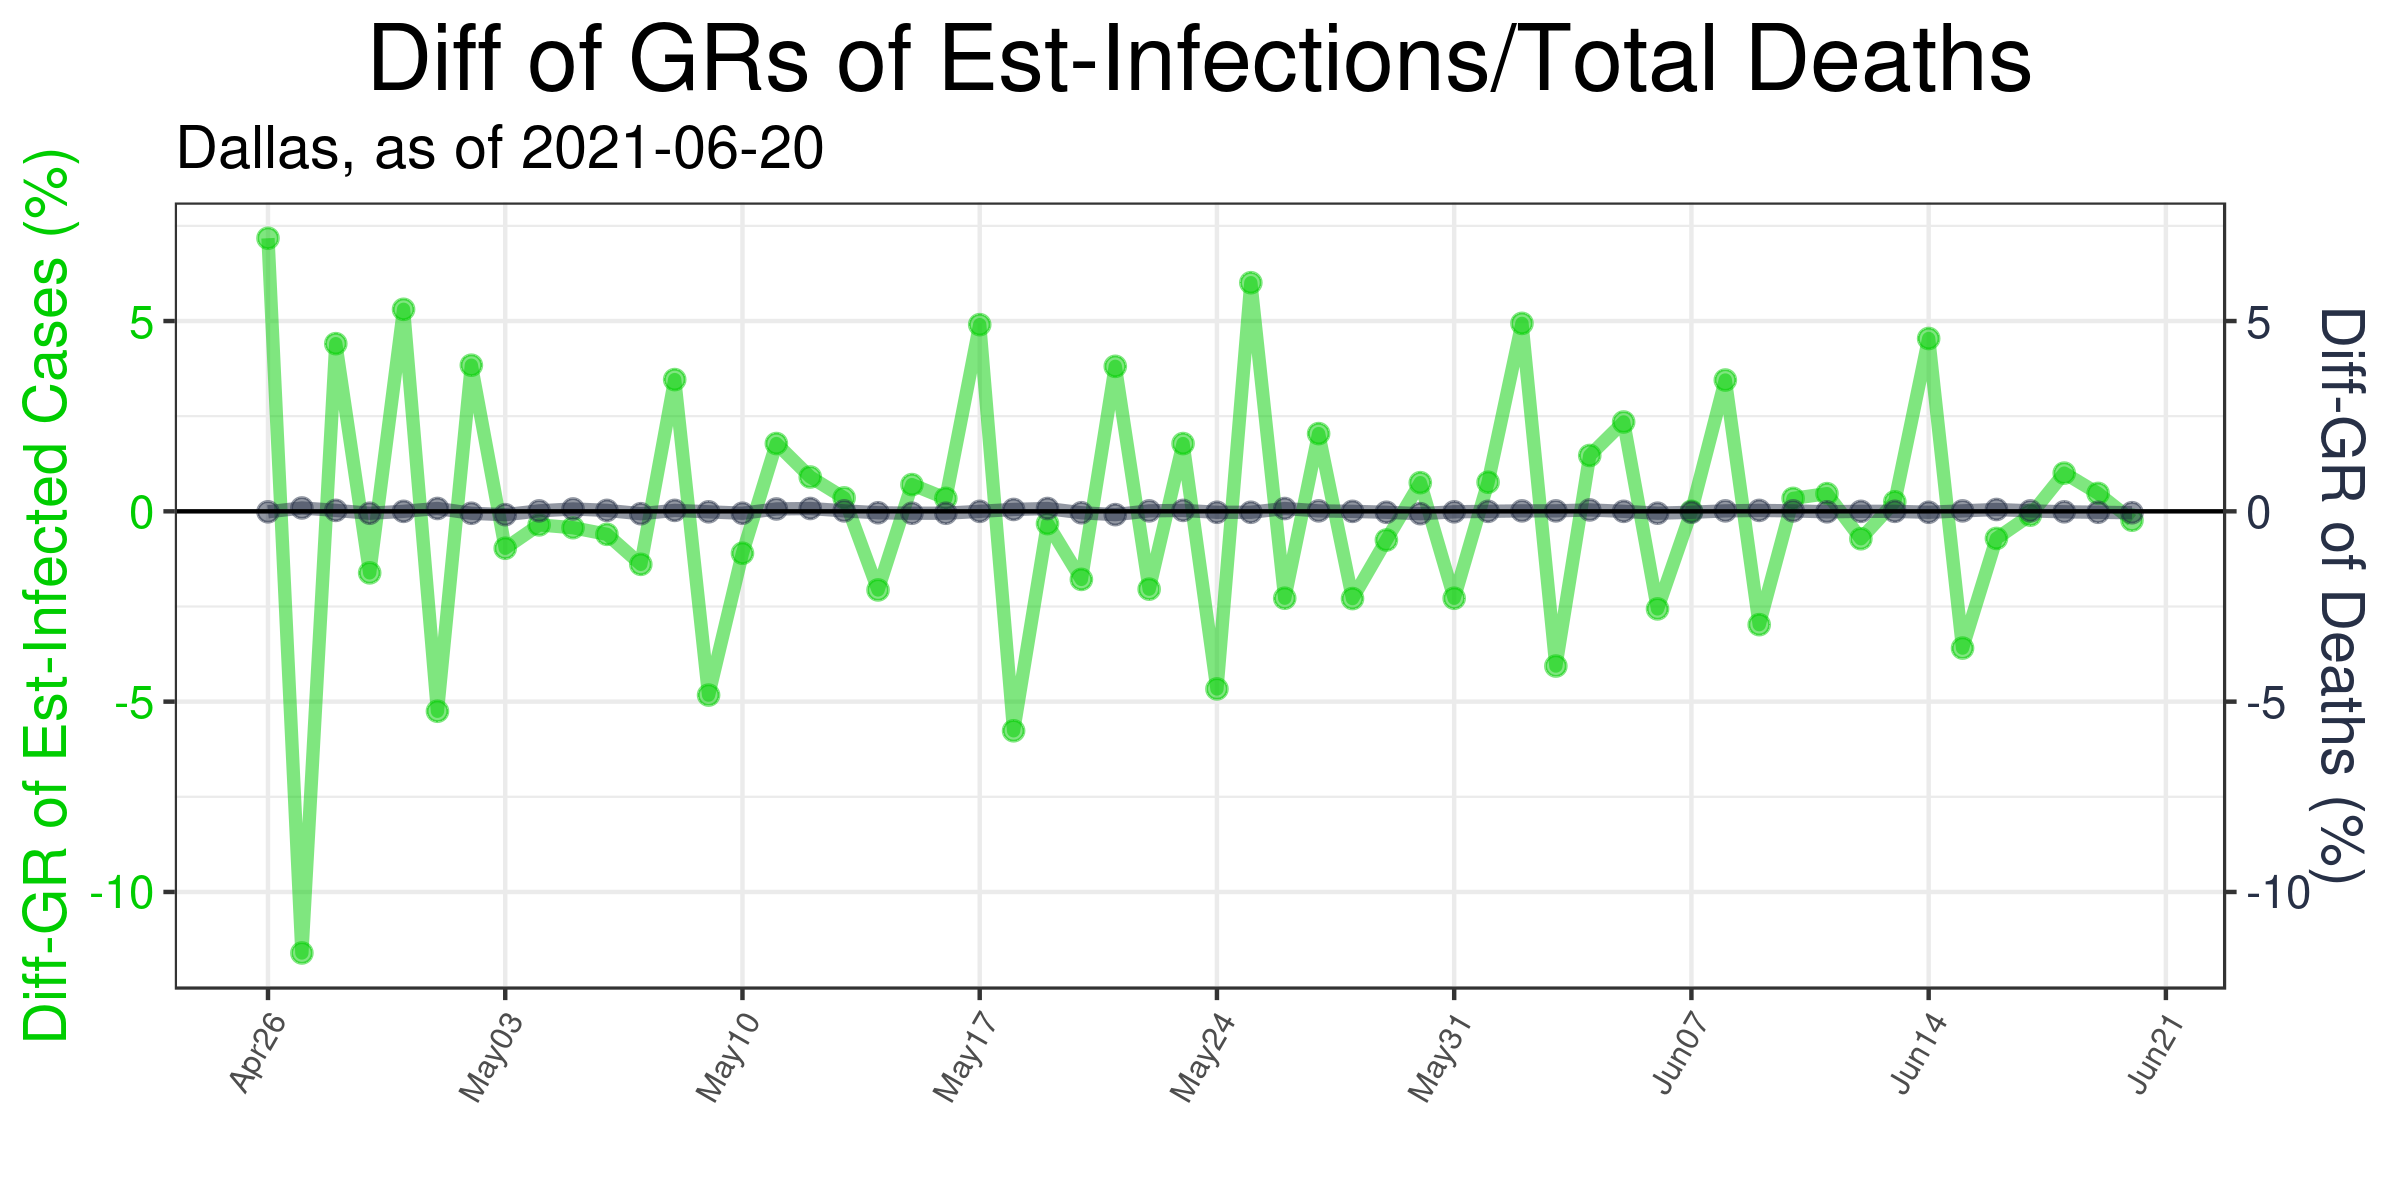 Diff of GRs of Est-Infections/Total Deaths
Dallas, as of 2021-06-20
Diff-GR of Est-Infected Cases (%)
5
0
-5
-10
5
0
-5
-10
Diff-GR of Deaths (%)
Apr26
May03
May10
May17
May24
May31
Jun07
Jun14
Jun21